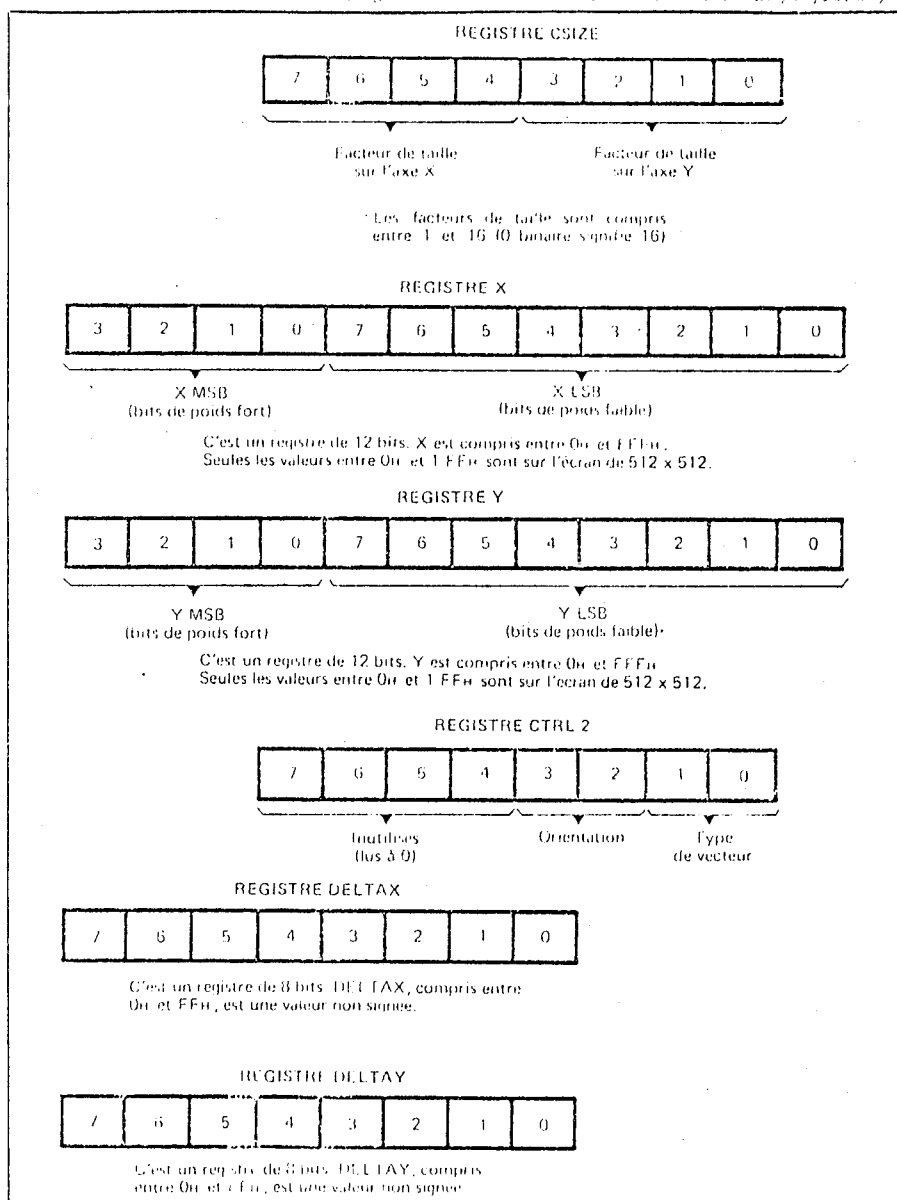 REGISTRE CSIZE
7 6 5 4 3 2 1 0
Facteur de taille Facteur de taille
sur l'axe X sur l'axe Y
Les facteurs de taille sont compris
entre 1 et 16 (0 binaire signifie 16)
REGISTRE X
3 2 1 0 7 6 5 4 3 2 1 0
X MSB X LSB
(bits de poids fort) (bits de poids faible)
C'est un registre de 12 bits. X est compris entre 0H et FFFH.
Seules les valeurs entre 0H et 1 FFH sont sur l'écran de 512 x 512.
REGISTRE Y
3 2 1 0 7 6 5 4 3 2 1 0
Y MSB Y LSB
(bits de poids fort) (bits de poids faible)
C'est un registre de 12 bits. Y est compris entre 0H et FFFH
Seules les valeurs entre 0H et 1 FFH sont sur l'écran de 512 x 512.
REGISTRE CTRL 2
7 6 5 4 3 2 1 0
Inutilisés Orientation Type
(lus à 0) de vecteur
REGISTRE DELTAX
7 6 5 4 3 2 1 0
C'est un registre de 8 bits. DELTAX, compris entre
0H et FFH, est une valeur non signée.
REGISTRE DELTAY
7 6 5 4 3 2 1 0
C'est un registre de 8 bits. DELTAY, compris
entre 0H et FFH, est une valeur non signée